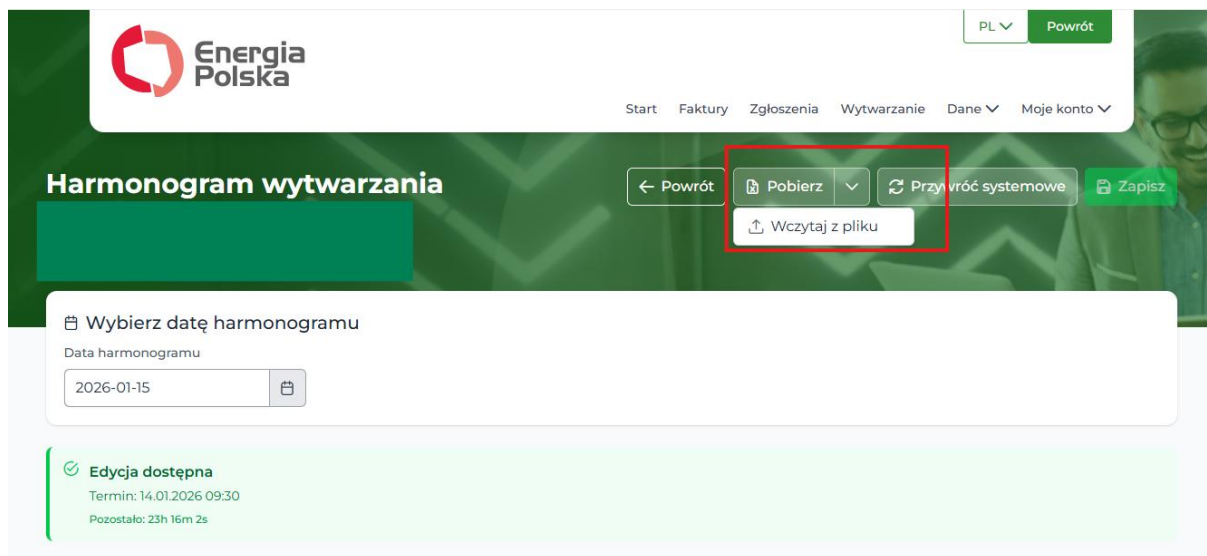 Energia
Polska
PL
Powrót
Start Faktury Zgłoszenia Wytwarzanie Dane Moje konto
Harmonogram wytwarzania
Powrót Pobierz Przywróć systemowe Zapisz
Wczytaj z pliku
Wybierz datę harmonogramu
Data harmonogramu
2026-01-15
Edycja dostępna
Termin: 14.01.2026 09:30
Pozostało: 23h 16m 2s